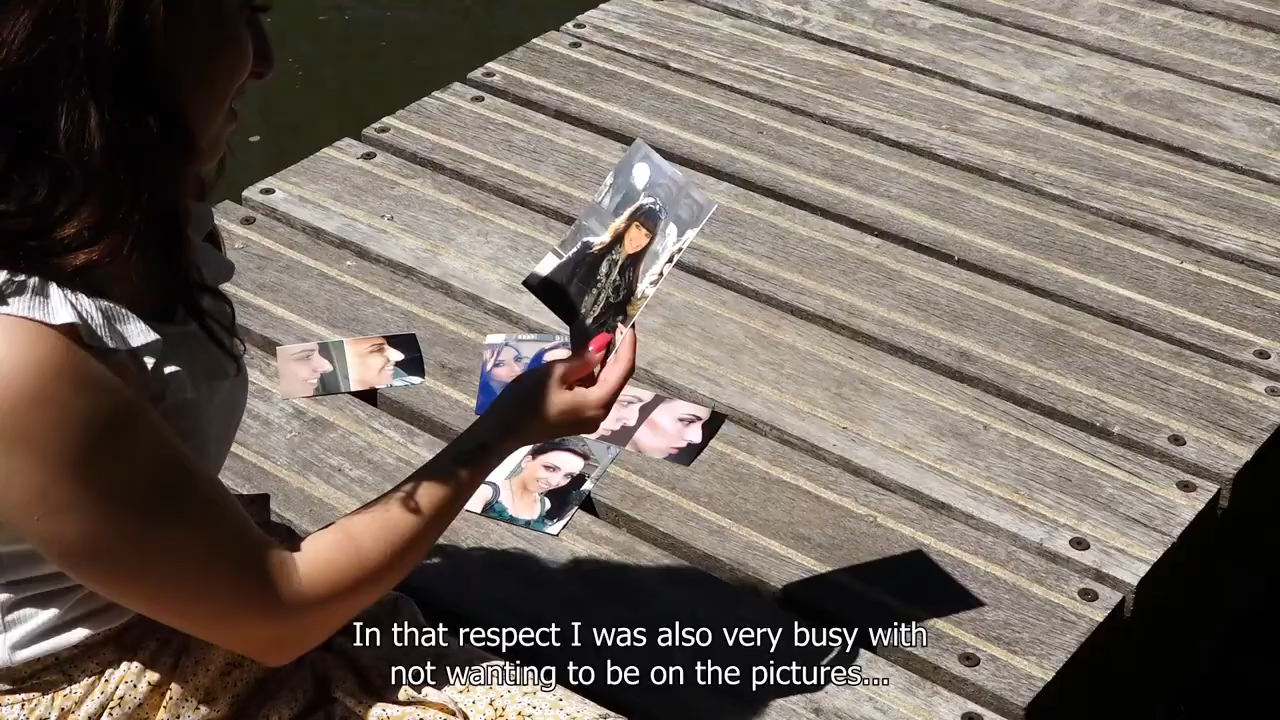 In that respect I was also very busy with
not wanting to be on the pictures...